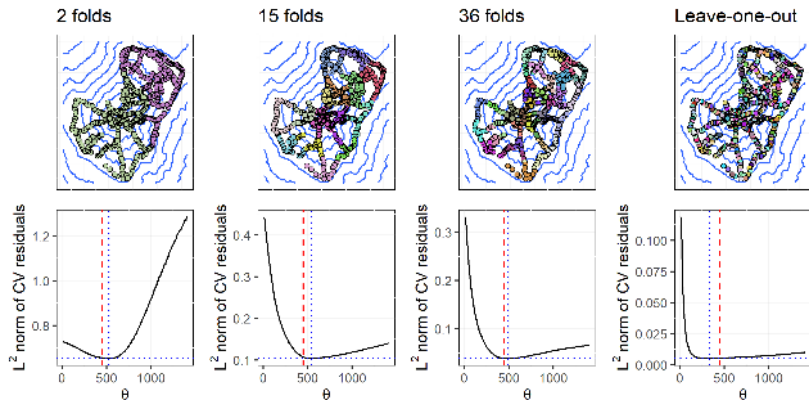 2 folds
15 folds
36 folds
Leave-one-out
L² norm of CV residuals
1.2
1.0
0.8
0 500 1000
θ
L² norm of CV residuals
0.4
0.3
0.2
0.1
0 500 1000
θ
L² norm of CV residuals
0.3
0.2
0.1
0 500 1000
θ
L² norm of CV residuals
0.100
0.075
0.050
0.025
0.000
0 500 1000
θ